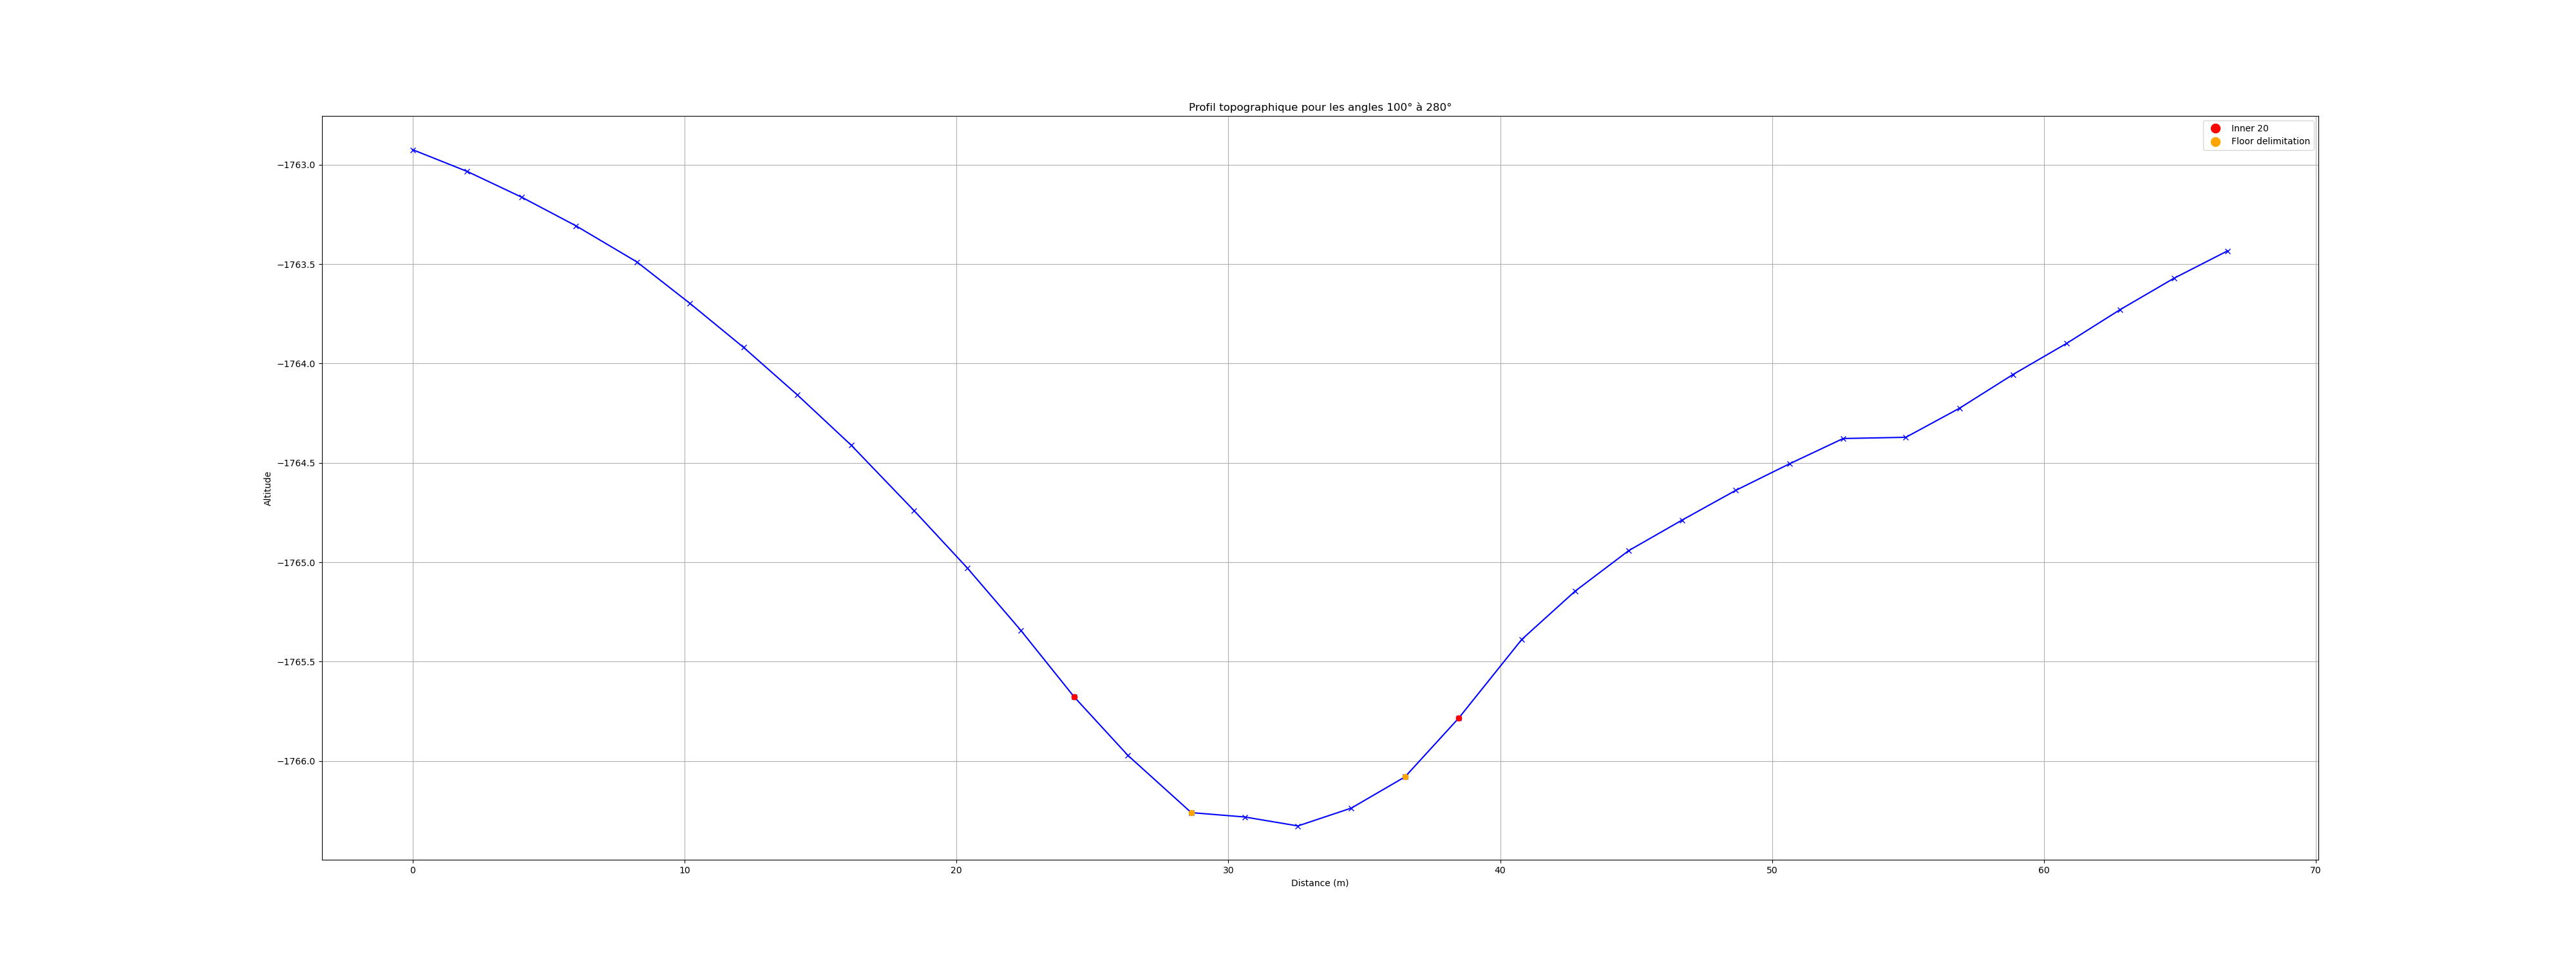 Profil topographique pour les angles 100° à 280°
Inner 20
Floor delimitation
Altitude
−1763.0
−1763.5
−1764.0
−1764.5
−1765.0
−1765.5
−1766.0
0 10 20 30 40 50 60 70
Distance (m)